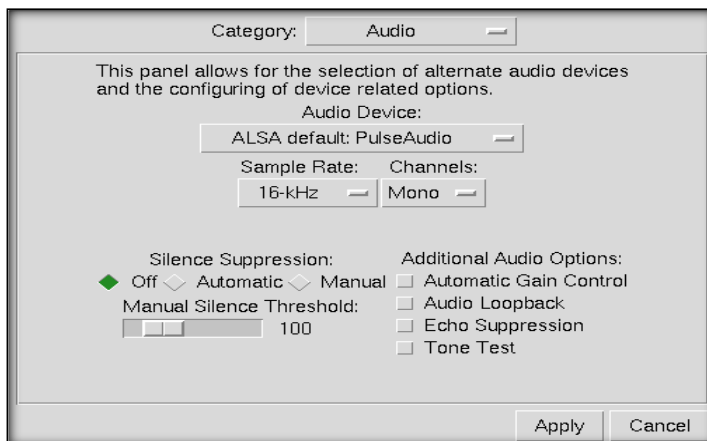 Category: Audio
This panel allows for the selection of alternate audio devices
and the configuring of device related options.
Audio Device:
ALSA default: PulseAudio
Sample Rate: Channels:
16-kHz Mono
Silence Suppression:
Off Automatic Manual
Manual Silence Threshold:
100
Additional Audio Options:
Automatic Gain Control
Audio Loopback
Echo Suppression
Tone Test
Apply Cancel